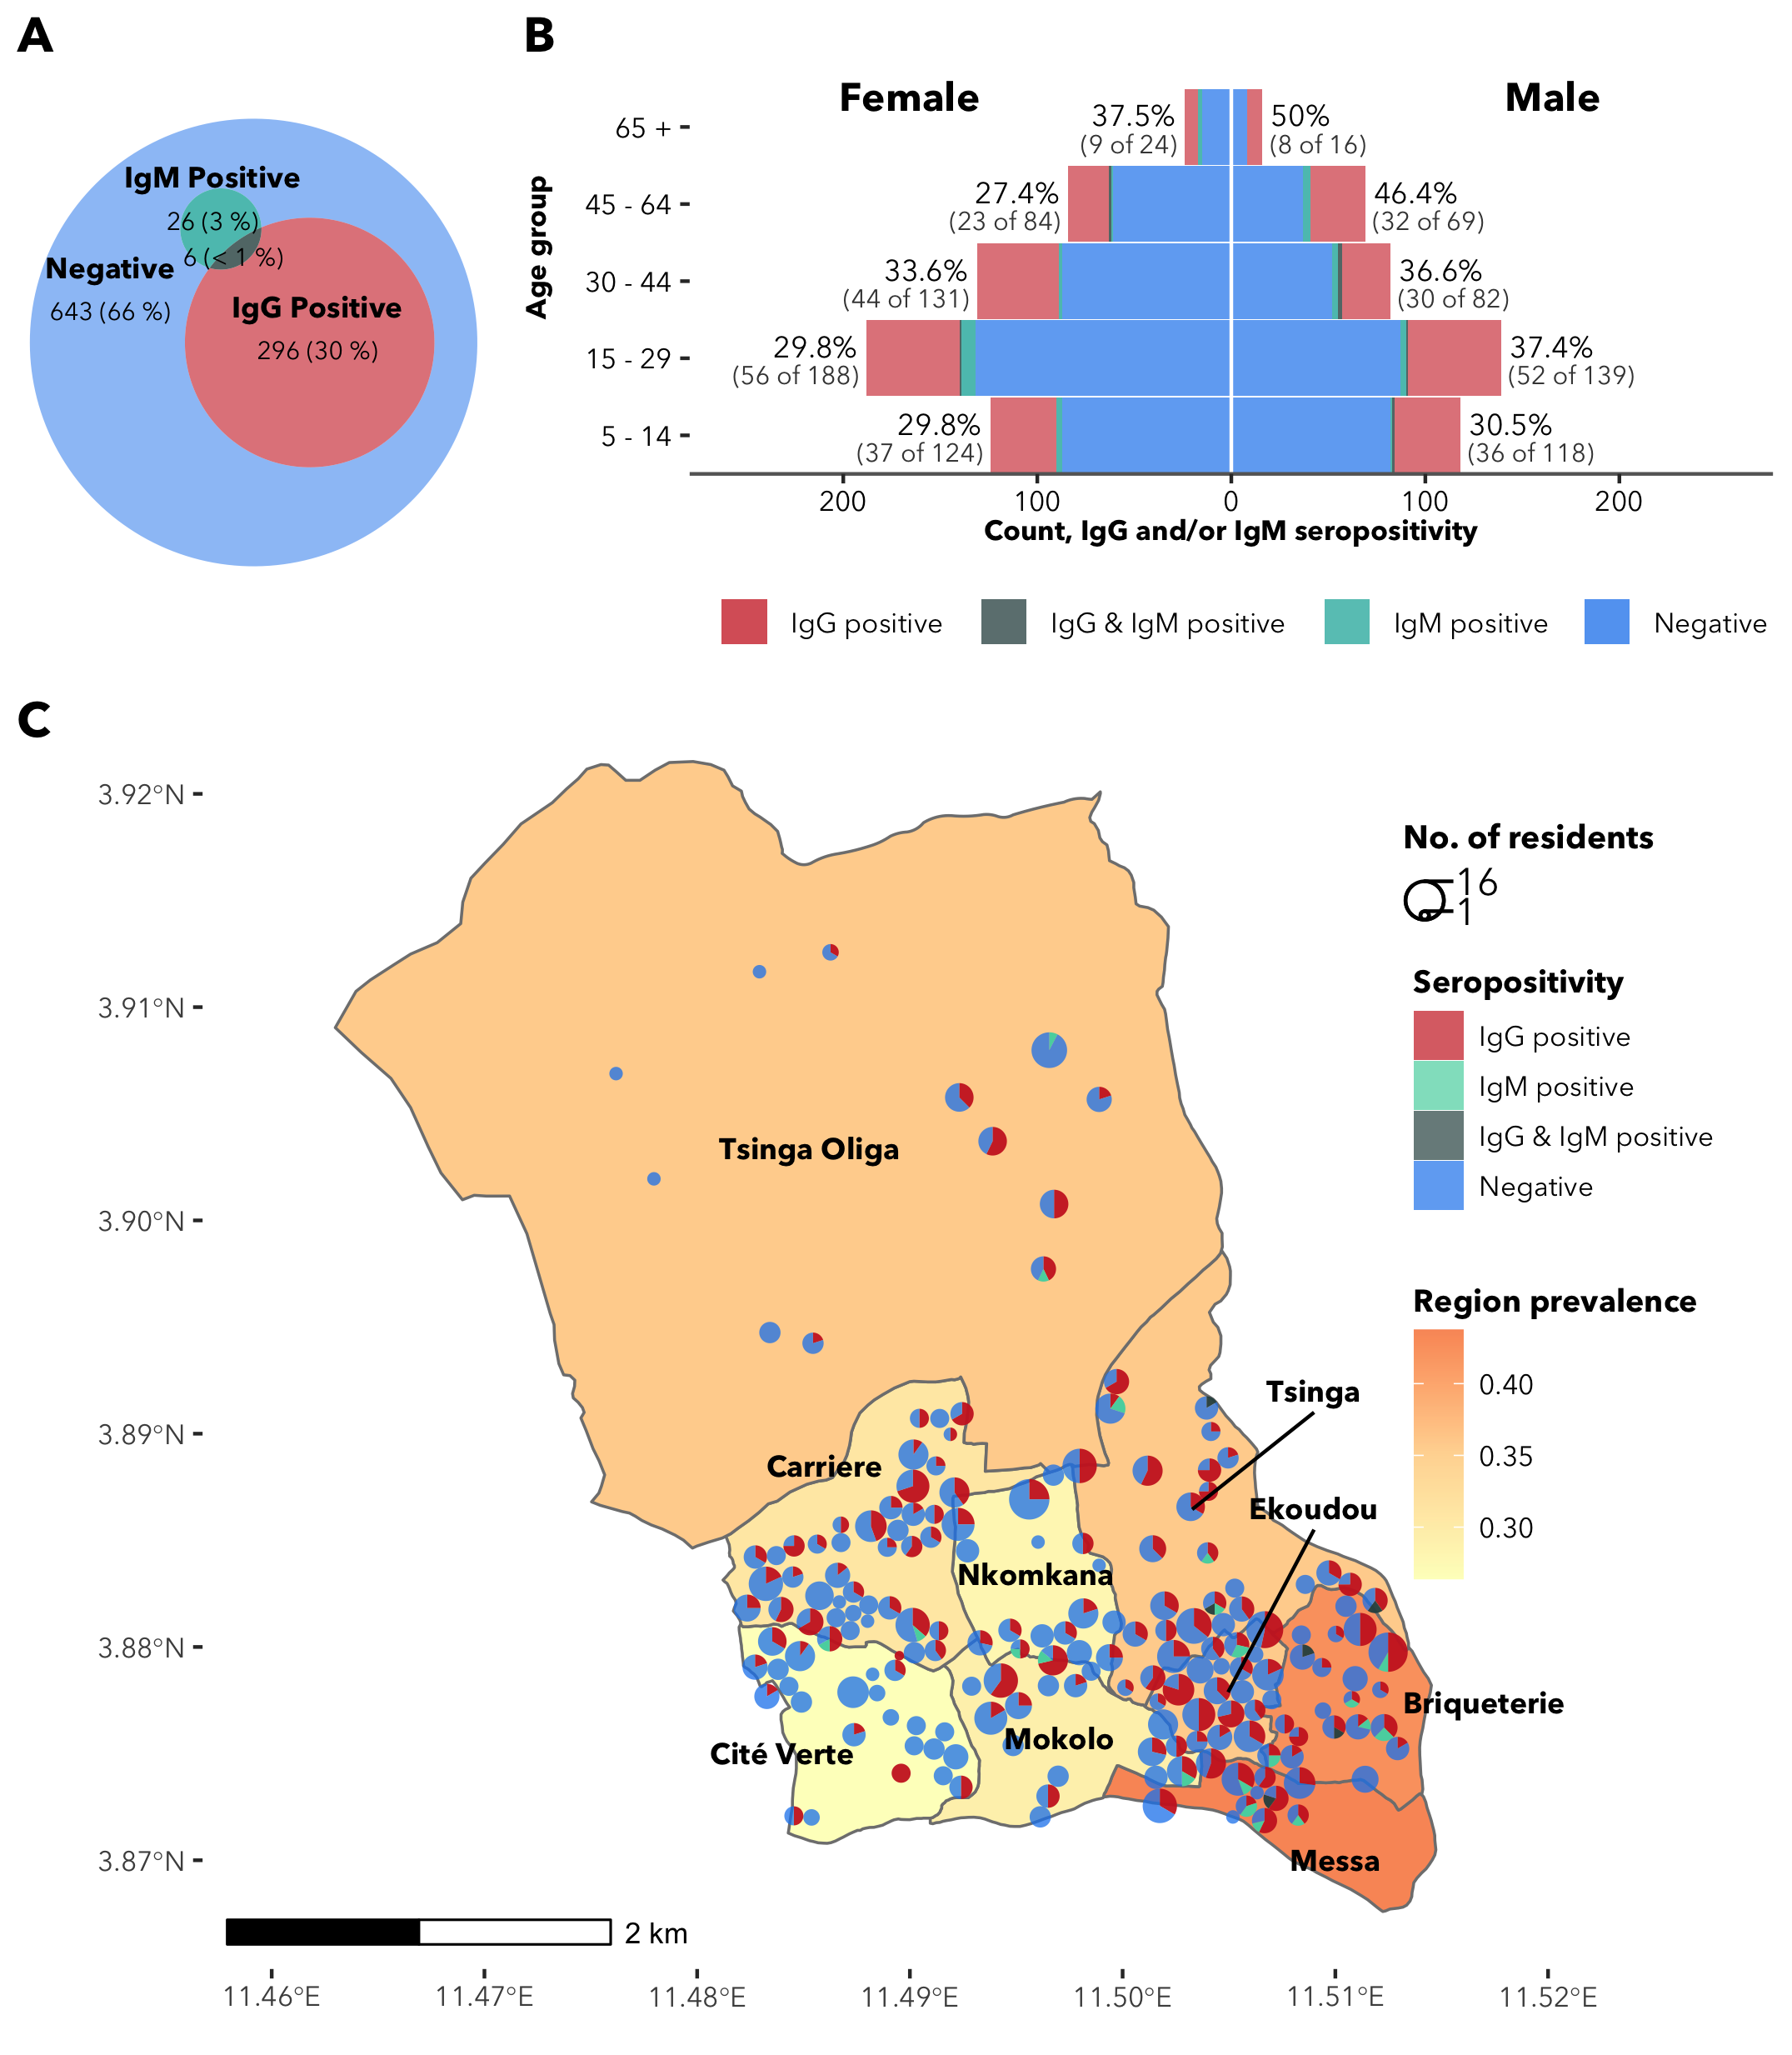 A
IgM Positive
26 (3 %)
6 (< 1 %)
Negative
643 (66 %)
IgG Positive
296 (30 %)
B
Female
Male
Age group
65 +
37.5%
(9 of 24)
50%
(8 of 16)
45 - 64
27.4%
(23 of 84)
46.4%
(32 of 69)
30 - 44
33.6%
(44 of 131)
36.6%
(30 of 82)
15 - 29
29.8%
(56 of 188)
37.4%
(52 of 139)
5 - 14
29.8%
(37 of 124)
30.5%
(36 of 118)
200 100 0 100 200
Count, IgG and/or IgM seropositivity
IgG positive IgG & IgM positive IgM positive Negative
C
3.92°N
3.91°N
3.90°N
3.89°N
3.88°N
3.87°N
Tsinga Oliga
Carriere
Nkomkana
Cité Verte
Mokolo
Tsinga
Ekoudou
Briqueterie
Messa
No. of residents
16
1
Seropositivity
IgG positive
IgM positive
IgG & IgM positive
Negative
Region prevalence
0.40
0.35
0.30
2 km
11.46°E 11.47°E 11.48°E 11.49°E 11.50°E 11.51°E 11.52°E